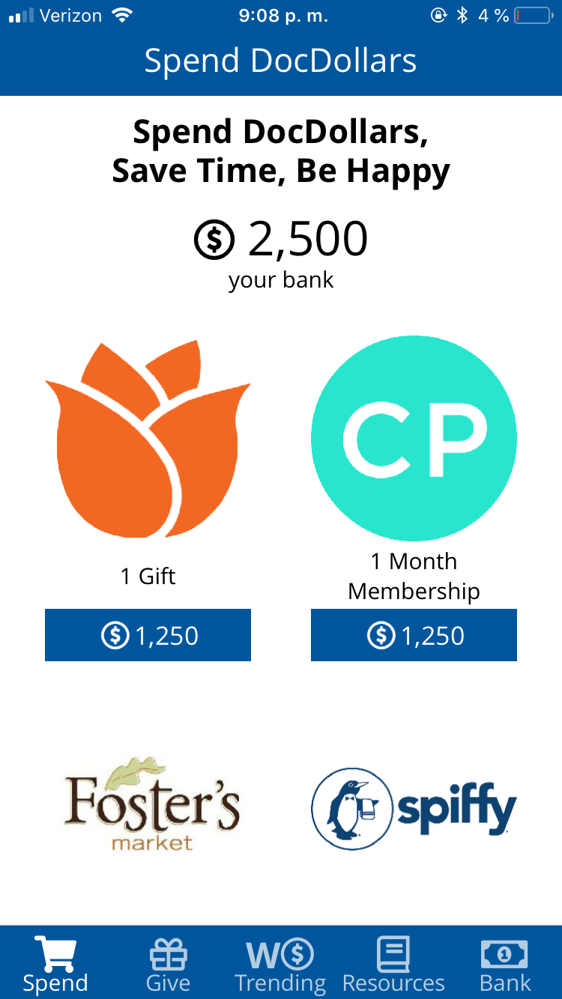 Verizon 9:08 p. m. 4 %
Spend DocDollars
Spend DocDollars,
Save Time, Be Happy
$ 2,500
your bank
CP
1 Gift
1 Month
Membership
$ 1,250
$ 1,250
Foster's
market
spiffy
W$
1
Spend
Give
Trending
Resources
Bank